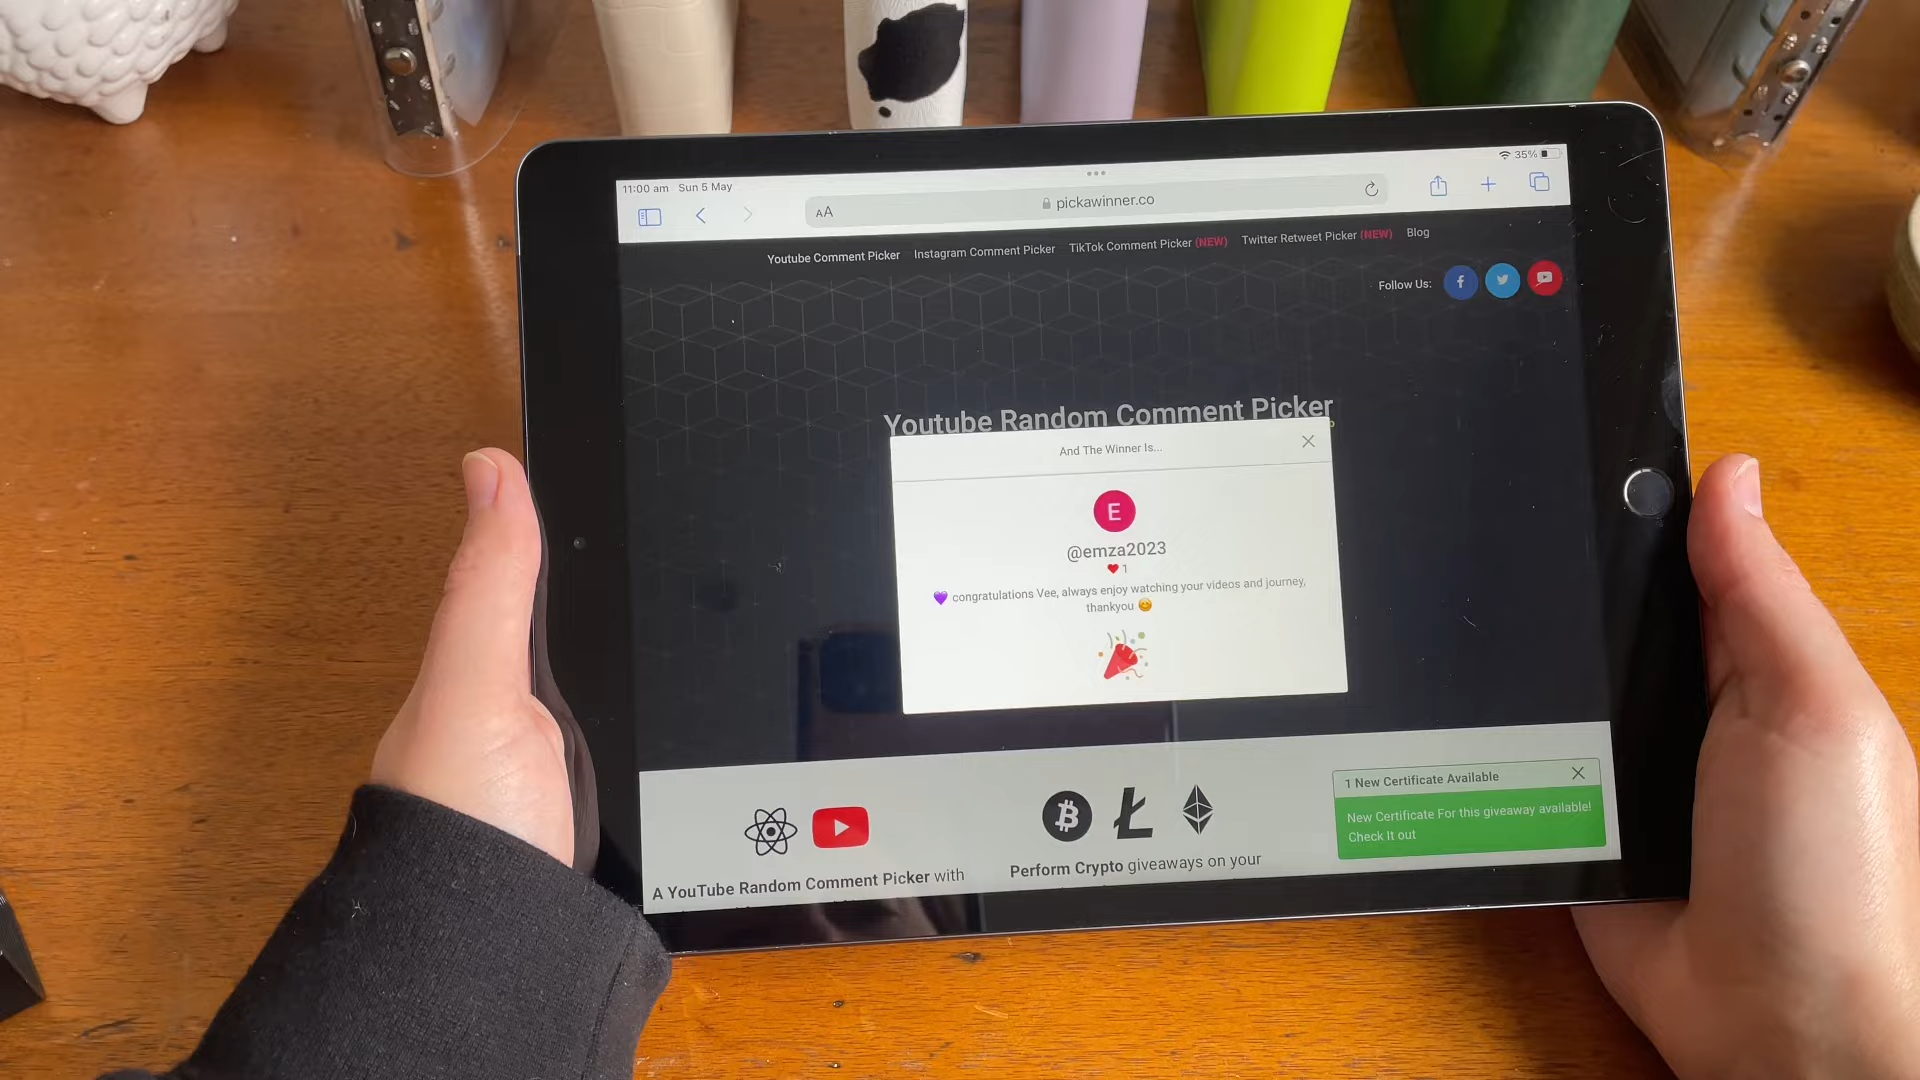 11:00 am Sun 5 May
35%
AA
pickawinner.co
Youtube Comment Picker Instagram Comment Picker TikTok Comment Picker (NEW) Twitter Retweet Picker (NEW) Blog
Follow Us:
Youtube Random Comment Picker
And The Winner Is...
E
@emza2023
❤ 1
💜 congratulations Vee, always enjoy watching your videos and journey,
thankyou 😊
1 New Certificate Available
New Certificate For this giveaway available!
Check It out
A YouTube Random Comment Picker with
Perform Crypto giveaways on your